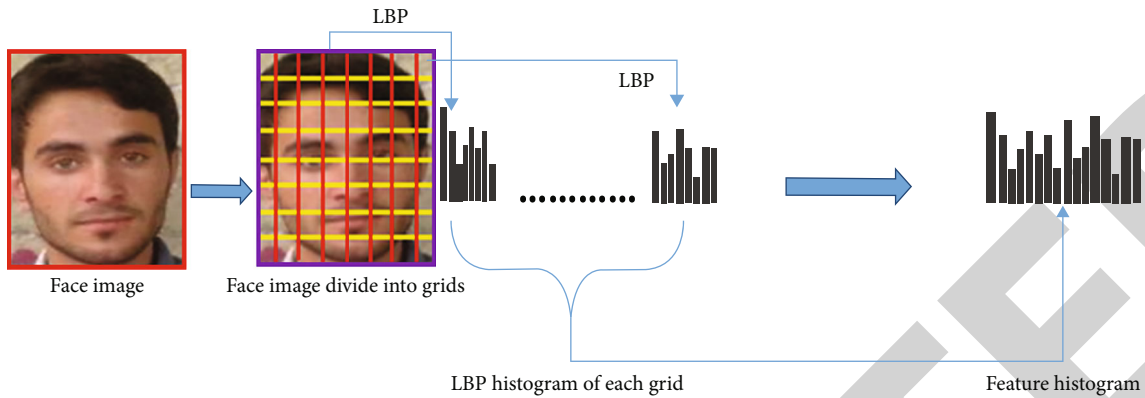 LBP
LBP
Face image
Face image divide into grids
LBP histogram of each grid
Feature histogram